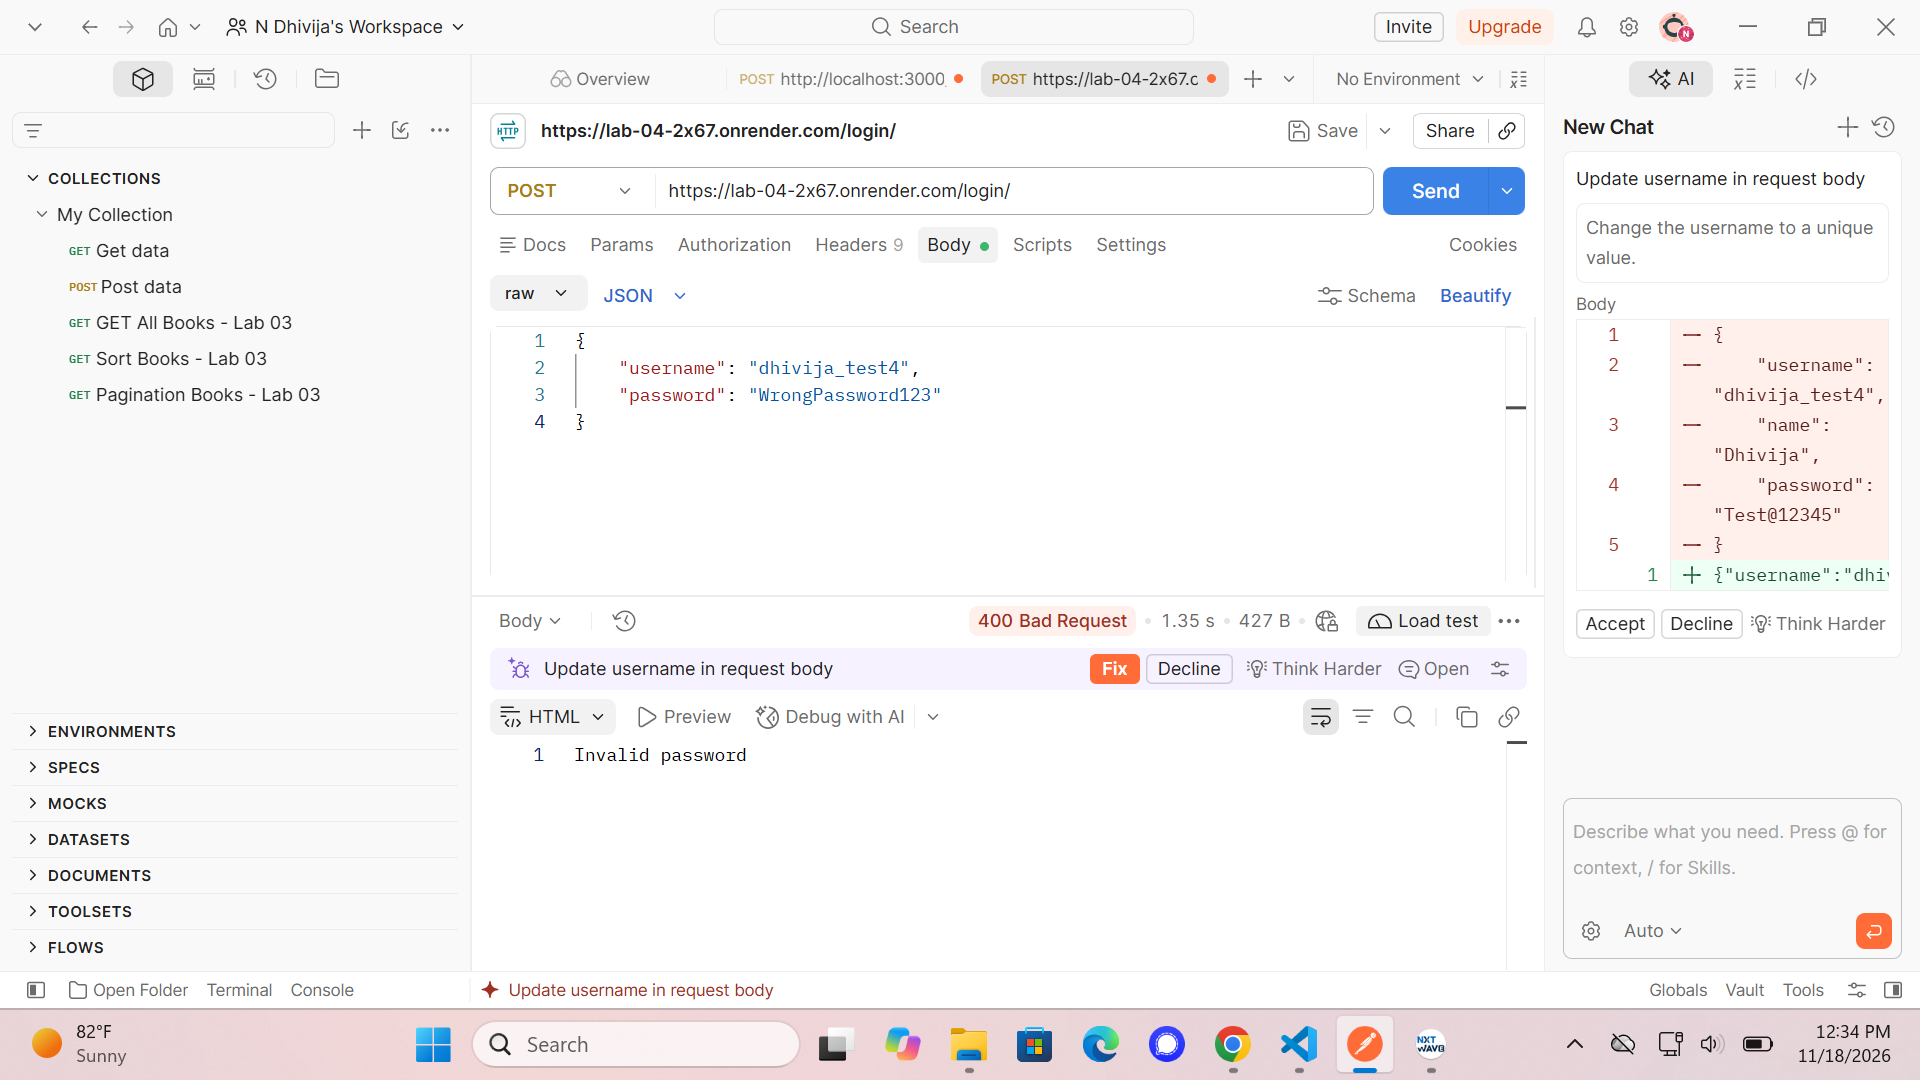 N Dhivija's Workspace
Search
Invite
Upgrade
N
Overview
POST http://localhost:3000,
POST https://lab-04-2x67.c
No Environment
AI
HTTP
https://lab-04-2x67.onrender.com/login/
Save
Share
New Chat
COLLECTIONS
My Collection
GET Get data
POST Post data
GET GET All Books - Lab 03
GET Sort Books - Lab 03
GET Pagination Books - Lab 03
ENVIRONMENTS
SPECS
MOCKS
DATASETS
DOCUMENTS
TOOLSETS
FLOWS
POST
https://lab-04-2x67.onrender.com/login/
Send
Docs
Params
Authorization
Headers 9
Body
Scripts
Settings
Cookies
raw
JSON
Schema
Beautify
1 {
2 "username": "dhivija_test4",
3 "password": "WrongPassword123"
4 }
Body
400 Bad Request
1.35 s
427 B
Load test
Update username in request body
Fix
Decline
Think Harder
Open
HTML
Preview
Debug with AI
1 Invalid password
Update username in request body
Change the username to a unique
value.
Body
1 — {
2 — "username":
"dhivija_test4",
3 — "name":
"Dhivija",
4 — "password":
"Test@12345"
5 — }
1 + {"username":"dhiv
Accept
Decline
Think Harder
Describe what you need. Press @ for
context, / for Skills.
Auto
Open Folder
Terminal
Console
Update username in request body
Globals
Vault
Tools
82°F
Sunny
Search
NXT
WAVE
12:34 PM
11/18/2026